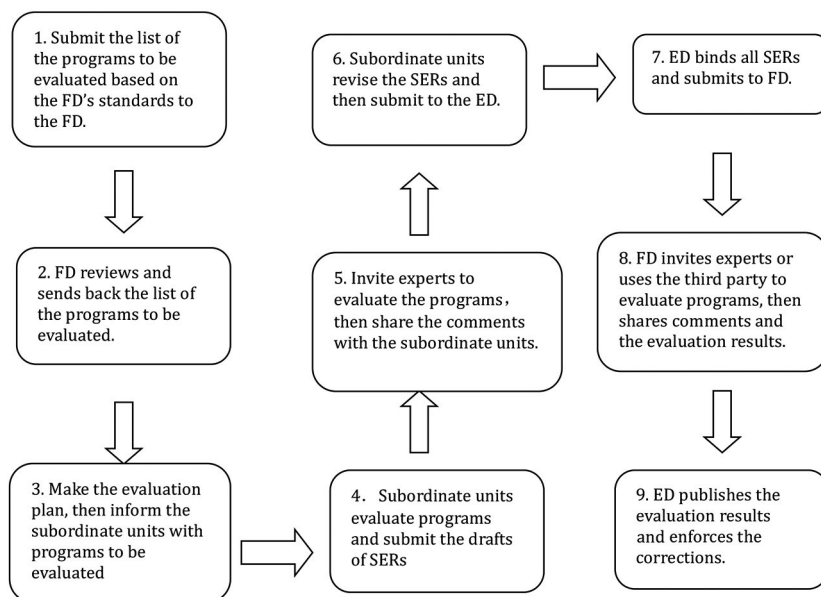 1. Submit the list of
the programs to be
evaluated based on
the FD’s standards to
the FD.
2. FD reviews and
sends back the list of
the programs to be
evaluated.
3. Make the evaluation
plan, then inform the
subordinate units with
programs to be
evaluated
4. Subordinate units
evaluate programs
and submit the drafts
of SERs
5. Invite experts to
evaluate the programs，
then share the comments
with the subordinate units.
6. Subordinate units
revise the SERs and
then submit to the ED.
7. ED binds all SERs
and submits to FD.
8. FD invites experts or
uses the third party to
evaluate programs, then
shares comments and
the evaluation results.
9. ED publishes the
evaluation results
and enforces the
corrections.